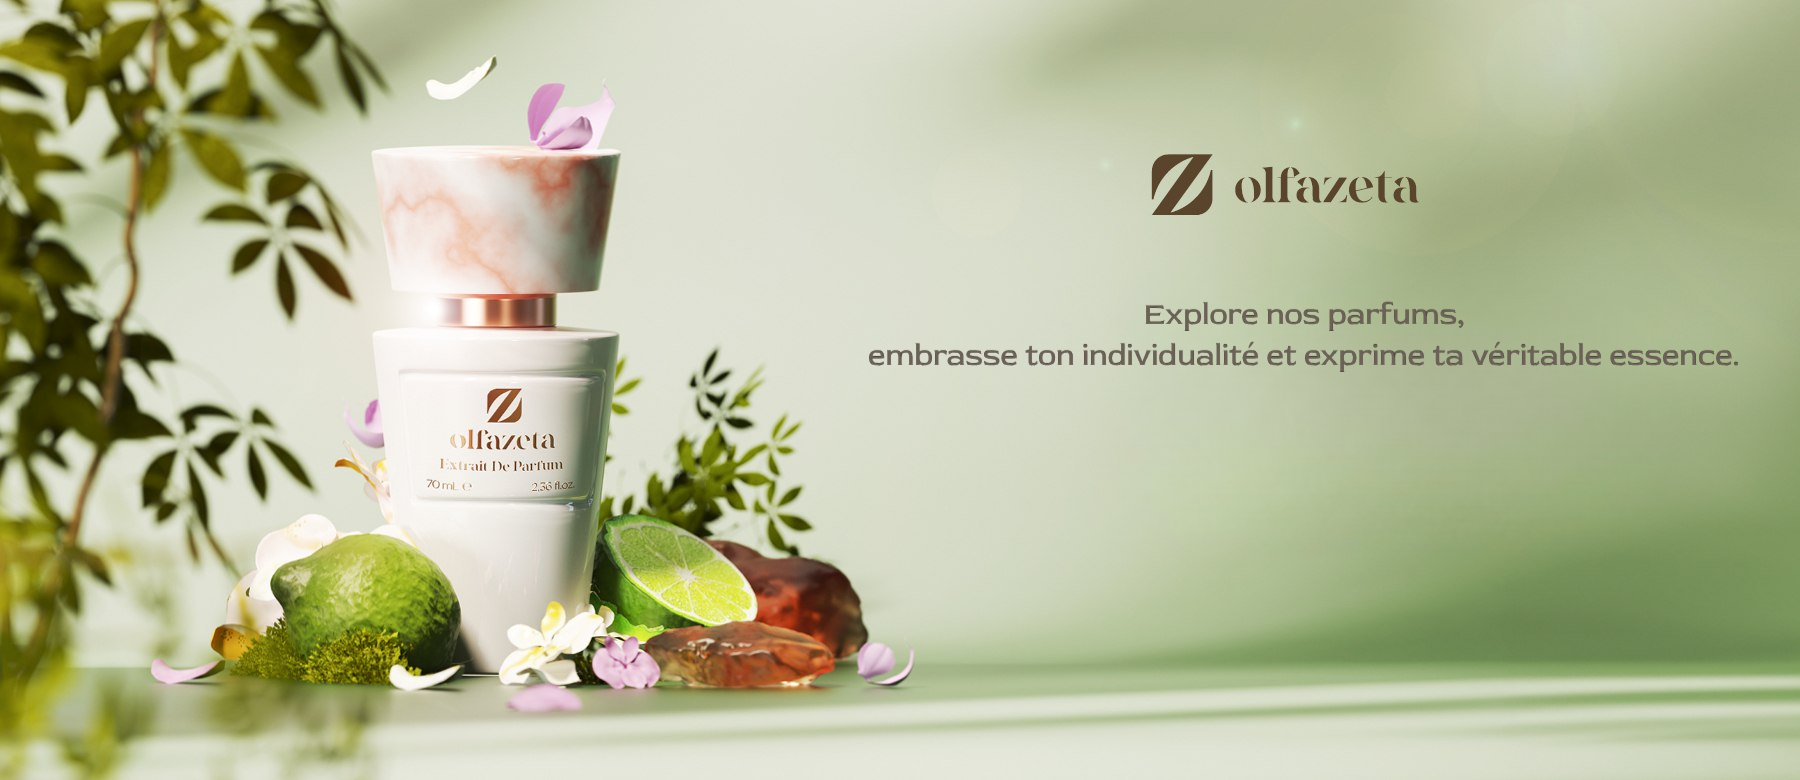 olfazeta
Explore nos parfums,
embrasse ton individualité et exprime ta véritable essence.
olfazeta
Extrait De Parfum
70 mL e 2.36 fl.oz.